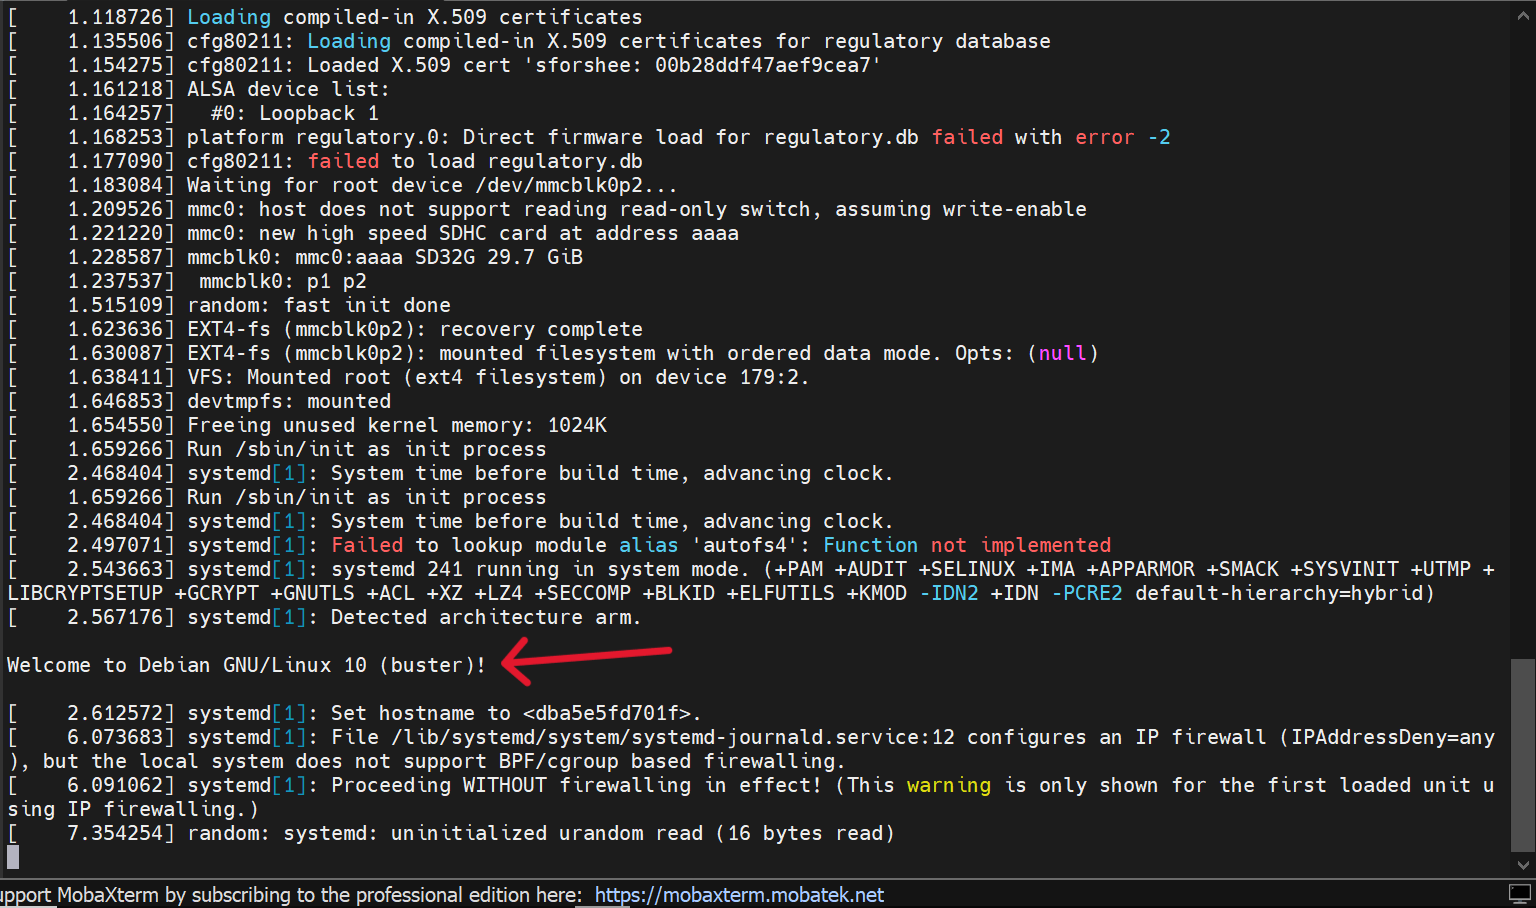 [    1.118726] Loading compiled-in X.509 certificates
[    1.135506] cfg80211: Loading compiled-in X.509 certificates for regulatory database
[    1.154275] cfg80211: Loaded X.509 cert 'sforshee: 00b28ddf47aef9cea7'
[    1.161218] ALSA device list:
[    1.164257]   #0: Loopback 1
[    1.168253] platform regulatory.0: Direct firmware load for regulatory.db failed with error -2
[    1.177090] cfg80211: failed to load regulatory.db
[    1.183084] Waiting for root device /dev/mmcblk0p2...
[    1.209526] mmc0: host does not support reading read-only switch, assuming write-enable
[    1.221220] mmc0: new high speed SDHC card at address aaaa
[    1.228587] mmcblk0: mmc0:aaaa SD32G 29.7 GiB
[    1.237537]  mmcblk0: p1 p2
[    1.515109] random: fast init done
[    1.623636] EXT4-fs (mmcblk0p2): recovery complete
[    1.630087] EXT4-fs (mmcblk0p2): mounted filesystem with ordered data mode. Opts: (null)
[    1.638411] VFS: Mounted root (ext4 filesystem) on device 179:2.
[    1.646853] devtmpfs: mounted
[    1.654550] Freeing unused kernel memory: 1024K
[    1.659266] Run /sbin/init as init process
[    2.468404] systemd[1]: System time before build time, advancing clock.
[    1.659266] Run /sbin/init as init process
[    2.468404] systemd[1]: System time before build time, advancing clock.
[    2.497071] systemd[1]: Failed to lookup module alias 'autofs4': Function not implemented
[    2.543663] systemd[1]: systemd 241 running in system mode. (+PAM +AUDIT +SELINUX +IMA +APPARMOR +SMACK +SYSVINIT +UTMP +
LIBCRYPTSETUP +GCRYPT +GNUTLS +ACL +XZ +LZ4 +SECCOMP +BLKID +ELFUTILS +KMOD -IDN2 +IDN -PCRE2 default-hierarchy=hybrid)
[    2.567176] systemd[1]: Detected architecture arm.
Welcome to Debian GNU/Linux 10 (buster)!
[    2.612572] systemd[1]: Set hostname to <dba5e5fd701f>.
[    6.073683] systemd[1]: File /lib/systemd/system/systemd-journald.service:12 configures an IP firewall (IPAddressDeny=any
), but the local system does not support BPF/cgroup based firewalling.
[    6.091062] systemd[1]: Proceeding WITHOUT firewalling in effect! (This warning is only shown for the first loaded unit u
sing IP firewalling.)
[    7.354254] random: systemd: uninitialized urandom read (16 bytes read)
upport MobaXterm by subscribing to the professional edition here: https://mobaxterm.mobatek.net